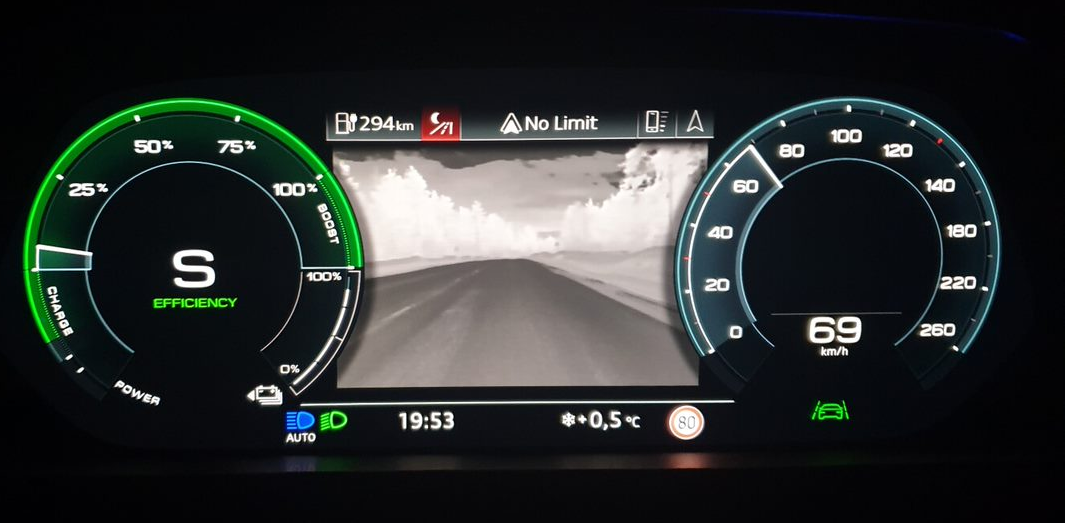 294km
No Limit
25%
50%
75%
100%
BOOST
CHARGE
POWER
S
EFFICIENCY
100%
0%
0
20
40
60
80
100
120
140
180
220
260
69
km/h
AUTO
19:53
+0,5°C
80